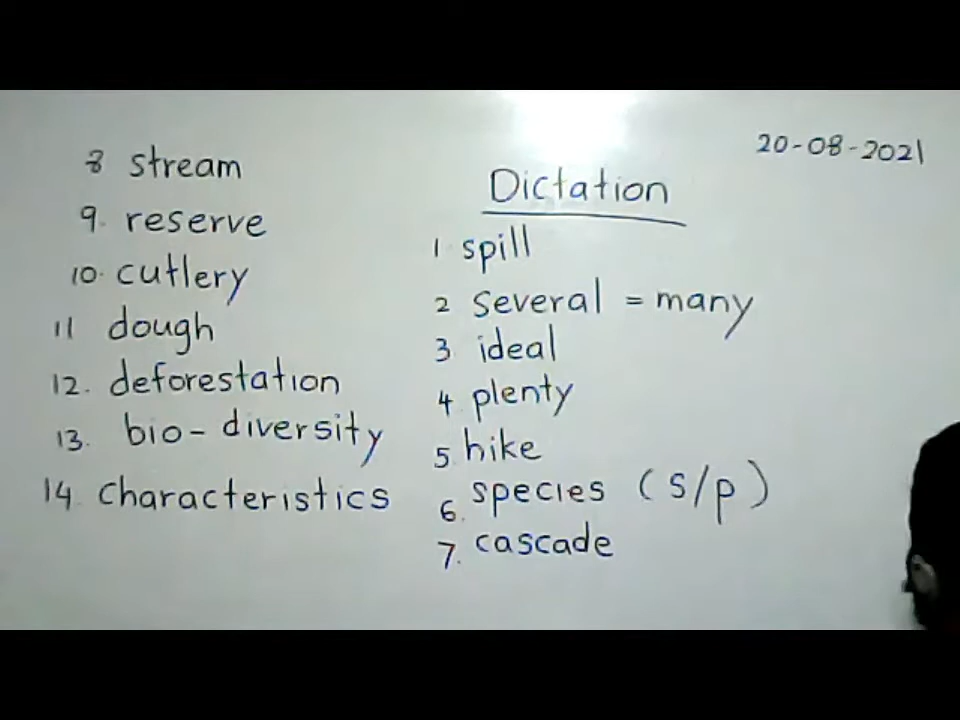 20-08-2021
Dictation
1. spill
2 several = many
3 ideal
4 plenty
5 hike
6. species (s/p)
7. cascade
8 stream
9. reserve
10. cutlery
11 dough
12. deforestation
13. bio-diversity
14 characteristics